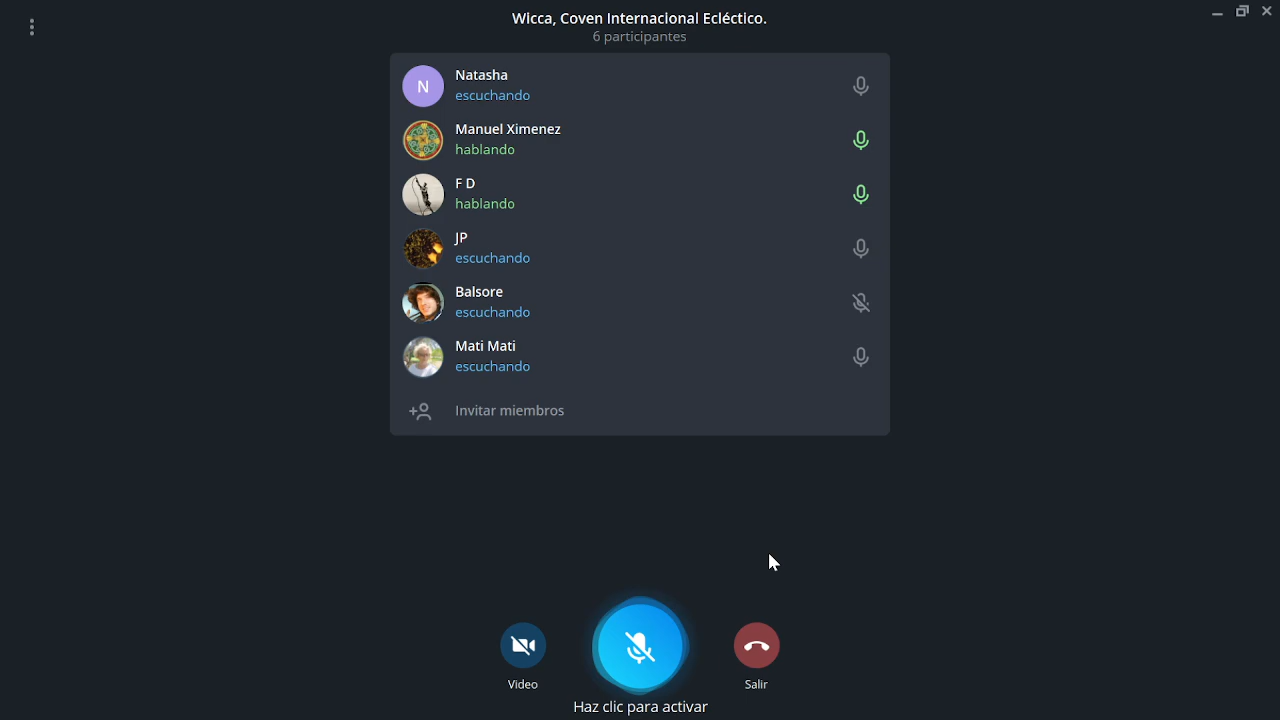 Wicca, Coven Internacional Ecléctico.
6 participantes
N
Natasha
escuchando
Manuel Ximenez
hablando
F D
hablando
JP
escuchando
Balsore
escuchando
Mati Mati
escuchando
Invitar miembros
Video
Salir
Haz clic para activar